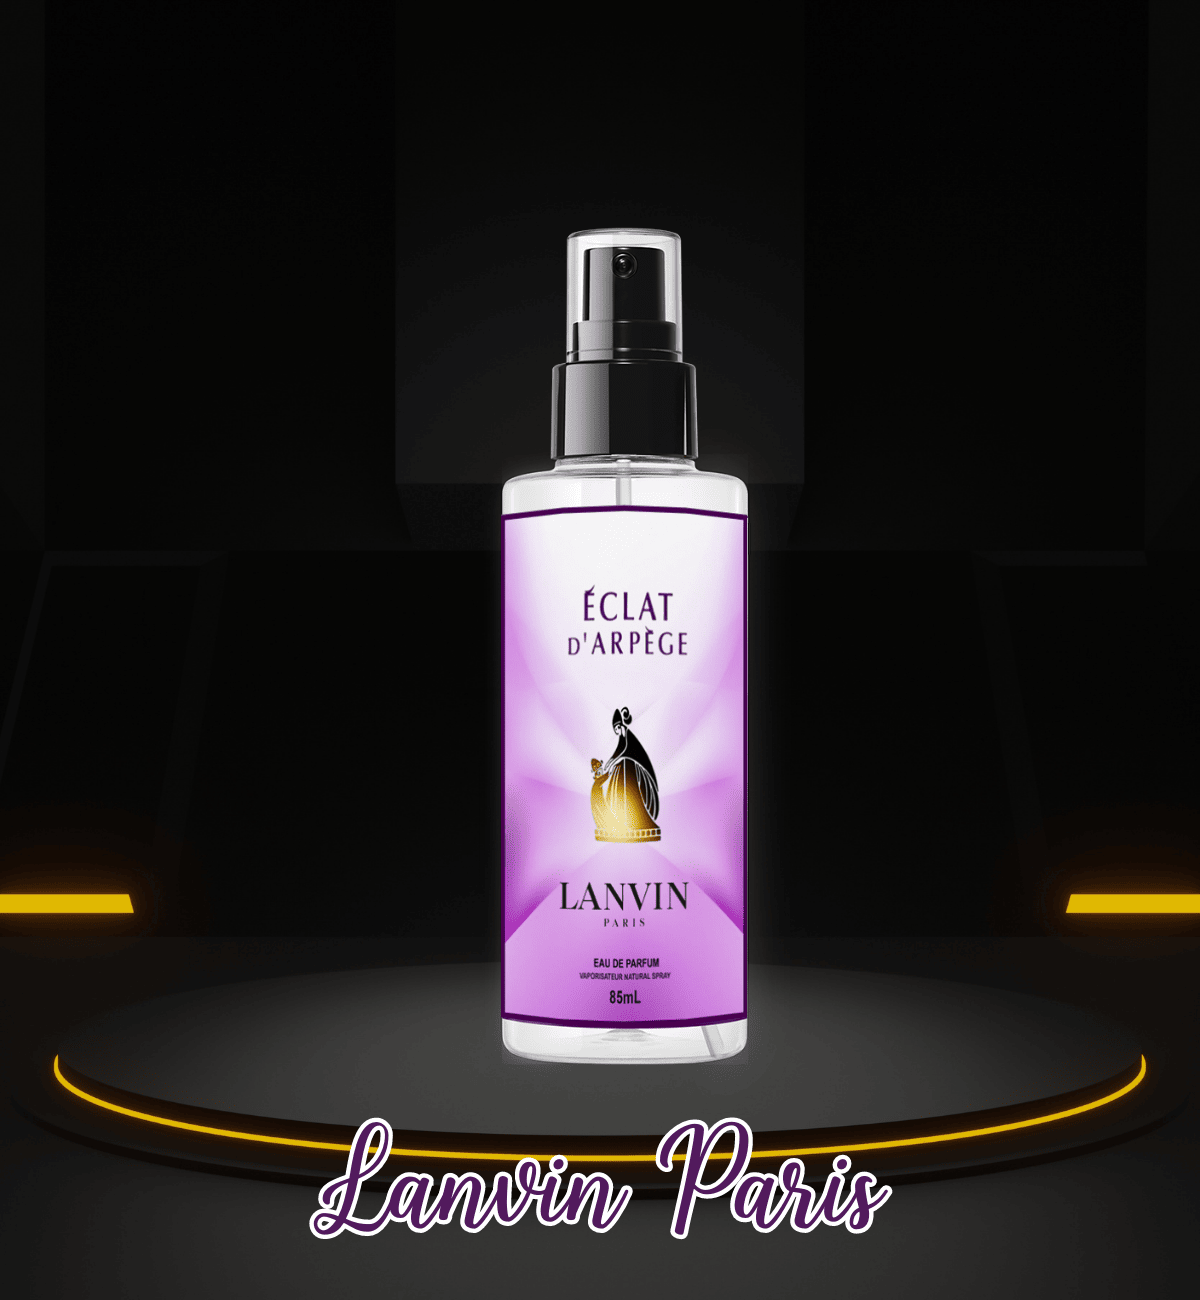 ÉCLAT
D'ARPÈGE
LANVIN
PARIS
EAU DE PARFUM
VAPORISATEUR NATURAL SPRAY
85mL
Lanvin Paris